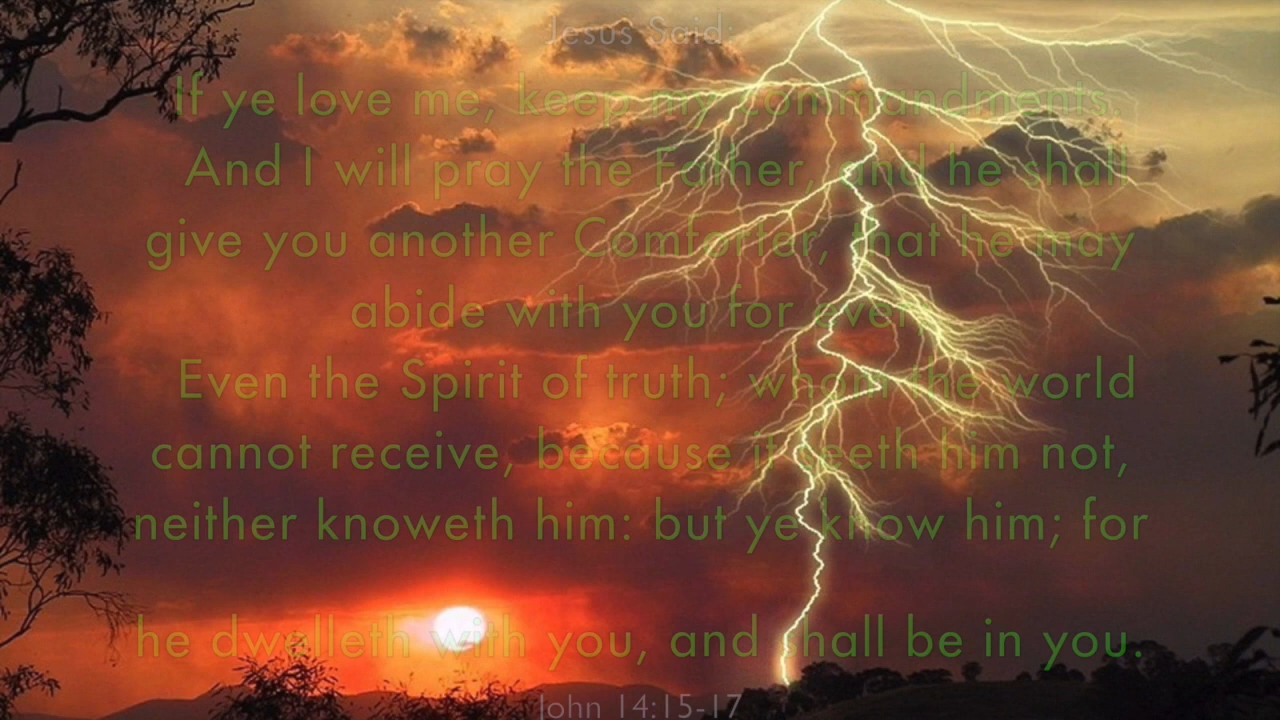 Jesus Said:
If ye love me, keep my commandments.
And I will pray the Father, and he shall
give you another Comforter, that he may
abide with you for ever;
Even the Spirit of truth; whom the world
cannot receive, because it seeth him not,
neither knoweth him: but ye know him; for
he dwelleth with you, and shall be in you.
John 14:15-17